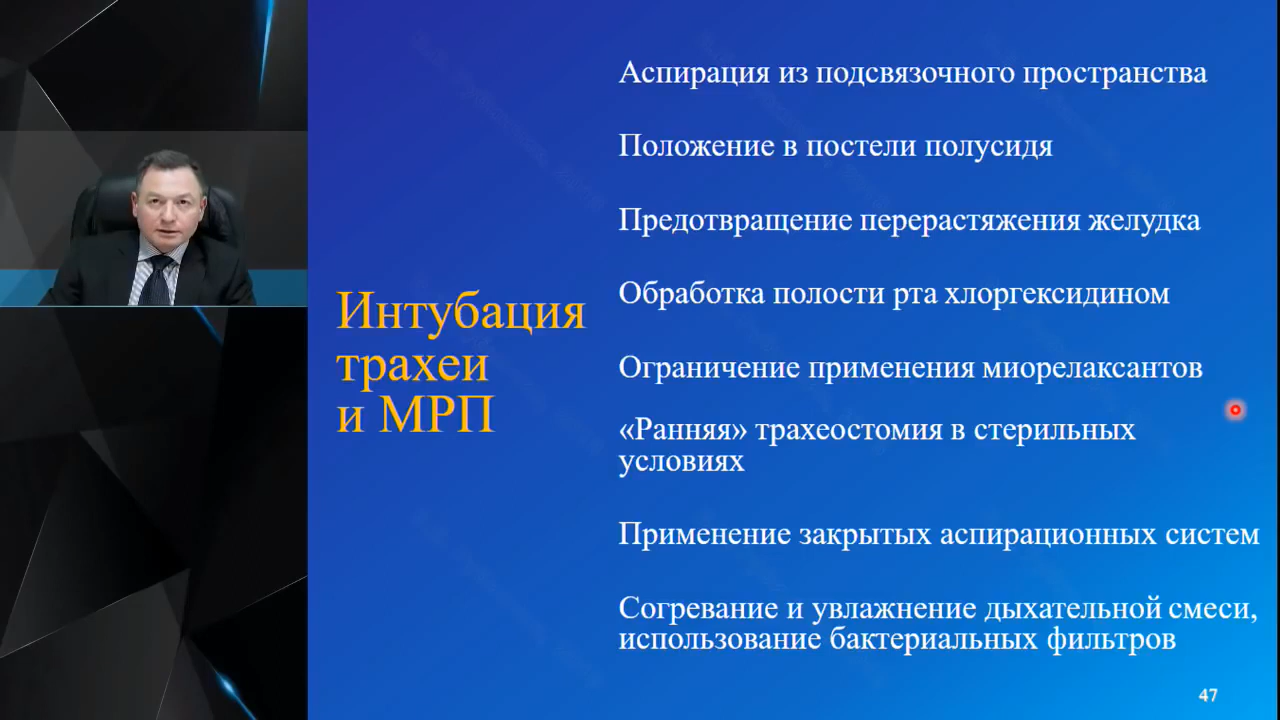 Интубация
трахеи
и МРП
Аспирация из подсвязочного пространства
Положение в постели полусидя
Предотвращение перерастяжения желудка
Обработка полости рта хлоргексидином
Ограничение применения миорелаксантов
«Ранняя» трахеостомия в стерильных
условиях
Применение закрытых аспирационных систем
Согревание и увлажнение дыхательной смеси,
использование бактериальных фильтров
47